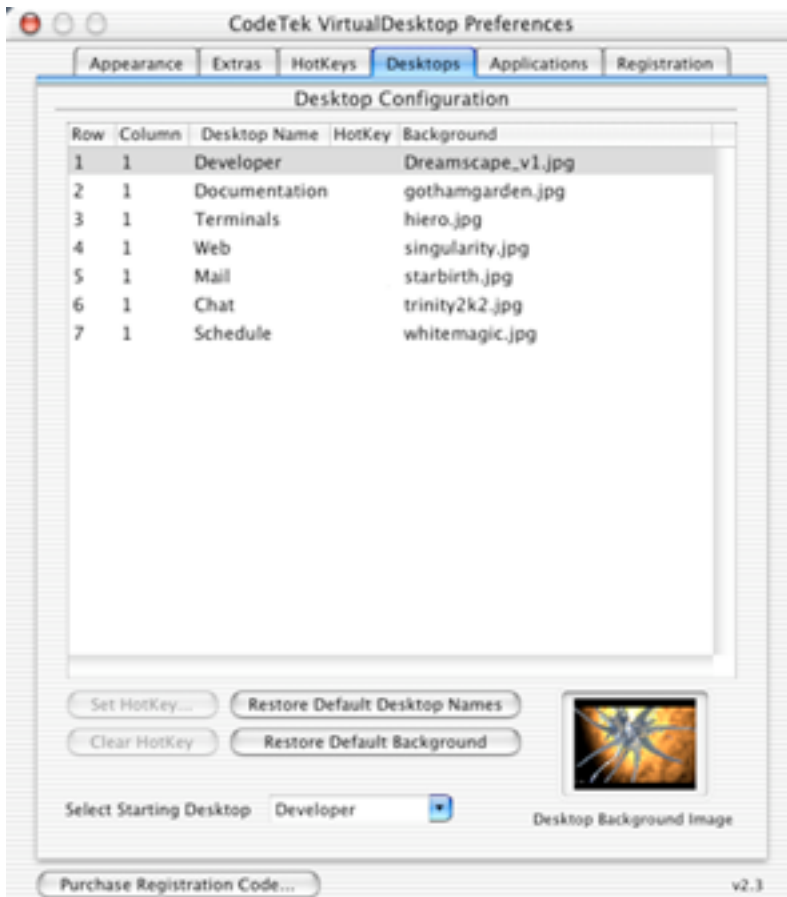 CodeTek VirtualDesktop Preferences
Appearance Extras HotKeys Desktops Applications Registration
Desktop Configuration
Row Column Desktop Name HotKey Background
1 1 Developer Dreamscape_v1.jpg
2 1 Documentation gothamgarden.jpg
3 1 Terminals hiero.jpg
4 1 Web singularity.jpg
5 1 Mail starbirth.jpg
6 1 Chat trinity2k2.jpg
7 1 Schedule whitemagic.jpg
Set HotKey... Restore Default Desktop Names
Clear HotKey Restore Default Background
Select Starting Desktop Developer
Desktop Background Image
Purchase Registration Code... v2.3